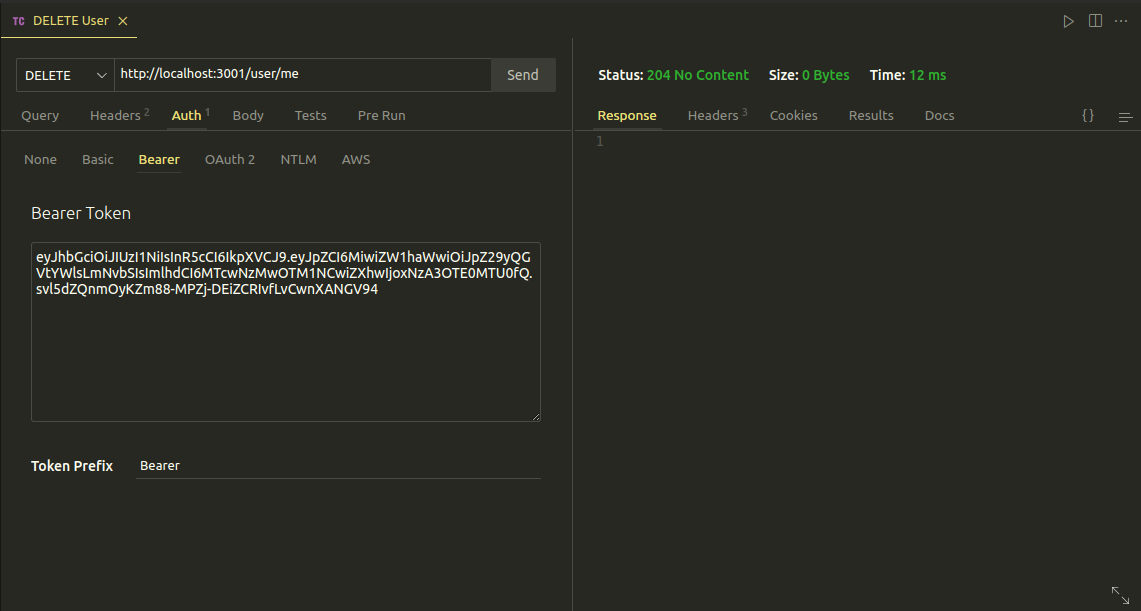 TC DELETE User
DELETE http://localhost:3001/user/me Send
Query Headers 2 Auth 1 Body Tests Pre Run
None Basic Bearer OAuth 2 NTLM AWS
Bearer Token
eyJhbGciOiJIUzI1NiIsInR5cCI6IkpXVCJ9.eyJpZCI6MiwiZW1haWwiOiJpZ29yQG
VtYWlsLmNvbSIsImlhdCI6MTcwNzMwOTM1NCwiZXhwIjoxNzA3OTE0MTU0fQ.
svl5dZQnmOyKZm88-MPZj-DEiZCRIvfLvCwnXANGV94
Token Prefix Bearer
Status: 204 No Content Size: 0 Bytes Time: 12 ms
Response Headers 3 Cookies Results Docs {}
1